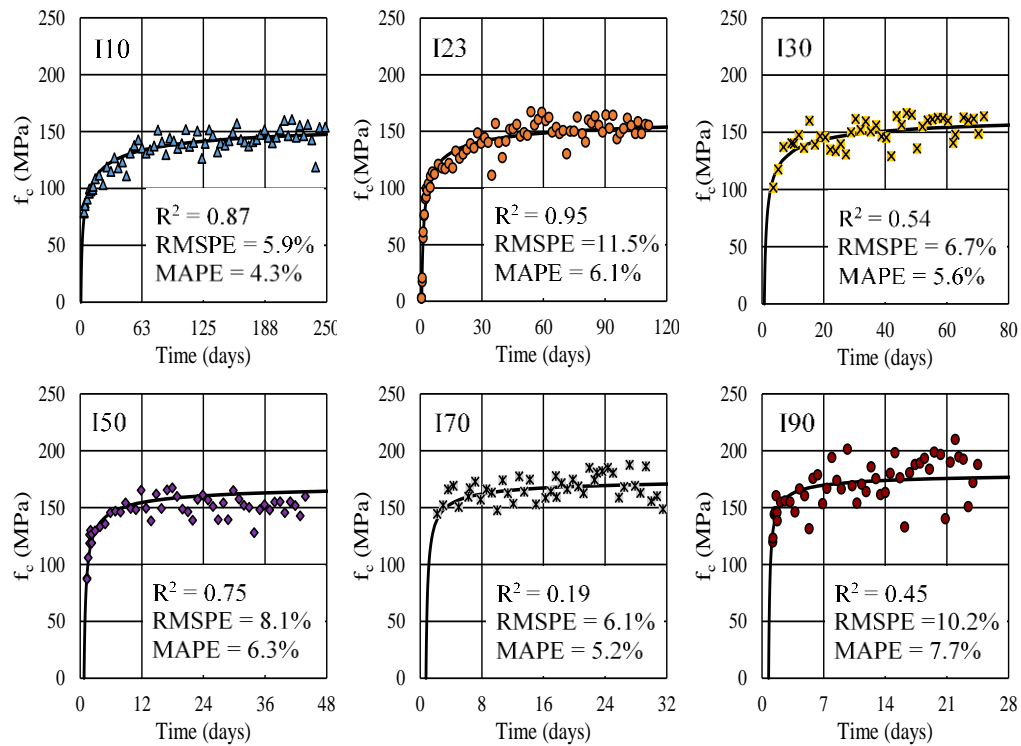 I10
f_c (MPa)
250
200
150
100
50
0
R² = 0.87
RMSPE = 5.9%
MAPE = 4.3%
0 63 125 188 250
Time (days)
I23
f_c (MPa)
250
200
150
100
50
0
R² = 0.95
RMSPE =11.5%
MAPE = 6.1%
0 30 60 90 120
Time (days)
I30
f_c(MPa)
250
200
150
100
50
0
R² = 0.54
RMSPE = 6.7%
MAPE = 5.6%
0 20 40 60 80
Time (days)
I50
f_c (MPa)
250
200
150
100
50
0
R² = 0.75
RMSPE = 8.1%
MAPE = 6.3%
0 12 24 36 48
Time (days)
I70
f_c (MPa)
250
200
150
100
50
0
R² = 0.19
RMSPE = 6.1%
MAPE = 5.2%
0 8 16 24 32
Time (days)
I90
f_c (MPa)
250
200
150
100
50
0
R² = 0.45
RMSPE =10.2%
MAPE = 7.7%
0 7 14 21 28
Time (days)